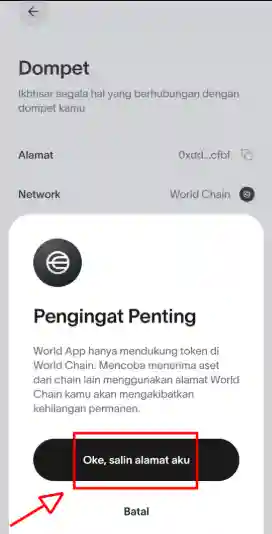 Dompet
Ikhtisar segala hal yang berhubungan dengan
dompet kamu
Alamat 0xdd...cfbf
Network World Chain
Pengingat Penting
World App hanya mendukung token di
World Chain. Mencoba menerima aset
dari chain lain menggunakan alamat World
Chain kamu akan mengakibatkan
kehilangan permanen.
Oke, salin alamat aku
Batal